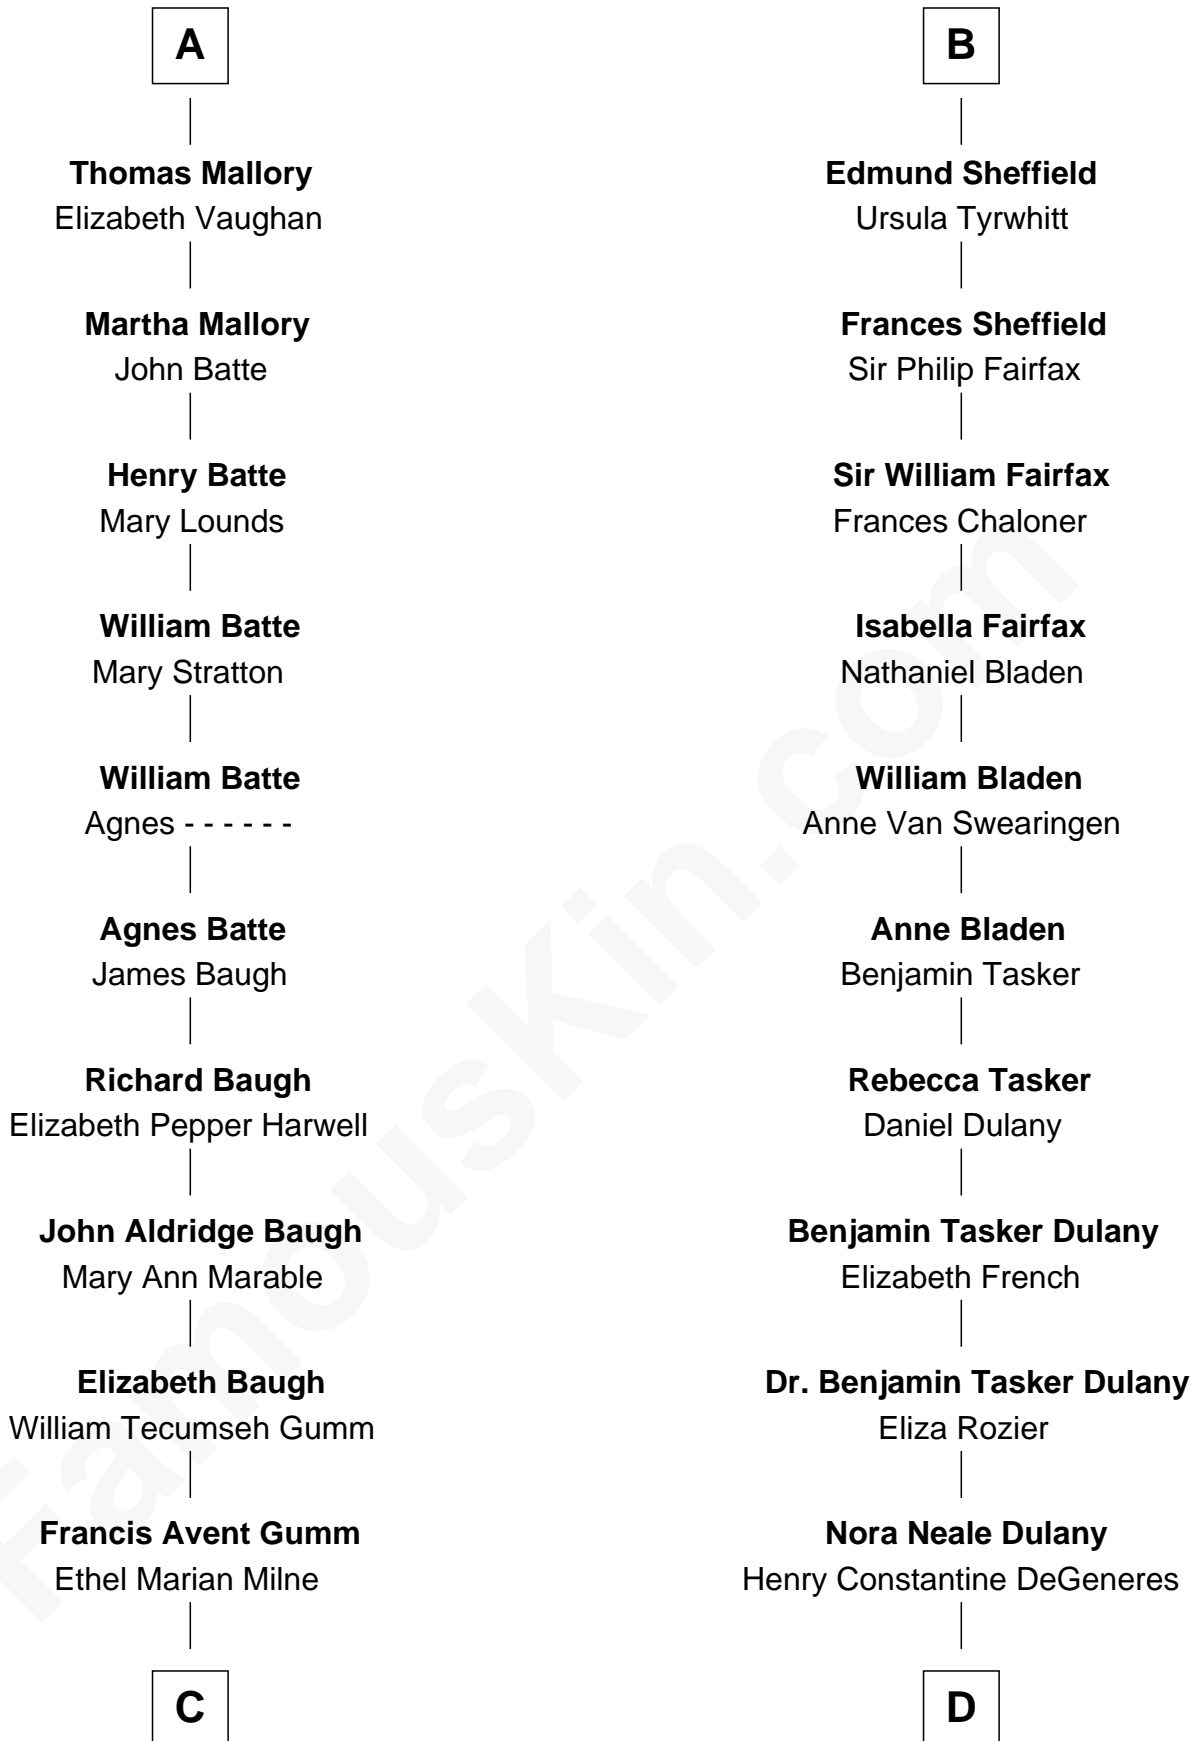 A
Thomas Mallory
Elizabeth Vaughan
Martha Mallory
John Batte
Henry Batte
Mary Lounds
William Batte
Mary Stratton
William Batte
Agnes - - - - - -
Agnes Batte
James Baugh
Richard Baugh
Elizabeth Pepper Harwell
John Aldridge Baugh
Mary Ann Marable
Elizabeth Baugh
William Tecumseh Gumm
Francis Avent Gumm
Ethel Marian Milne
C
B
Edmund Sheffield
Ursula Tyrwhitt
Frances Sheffield
Sir Philip Fairfax
Sir William Fairfax
Frances Chaloner
Isabella Fairfax
Nathaniel Bladen
William Bladen
Anne Van Swearingen
Anne Bladen
Benjamin Tasker
Rebecca Tasker
Daniel Dulany
Benjamin Tasker Dulany
Elizabeth French
Dr. Benjamin Tasker Dulany
Eliza Rozier
Nora Neale Dulany
Henry Constantine DeGeneres
D
FamousKin.com